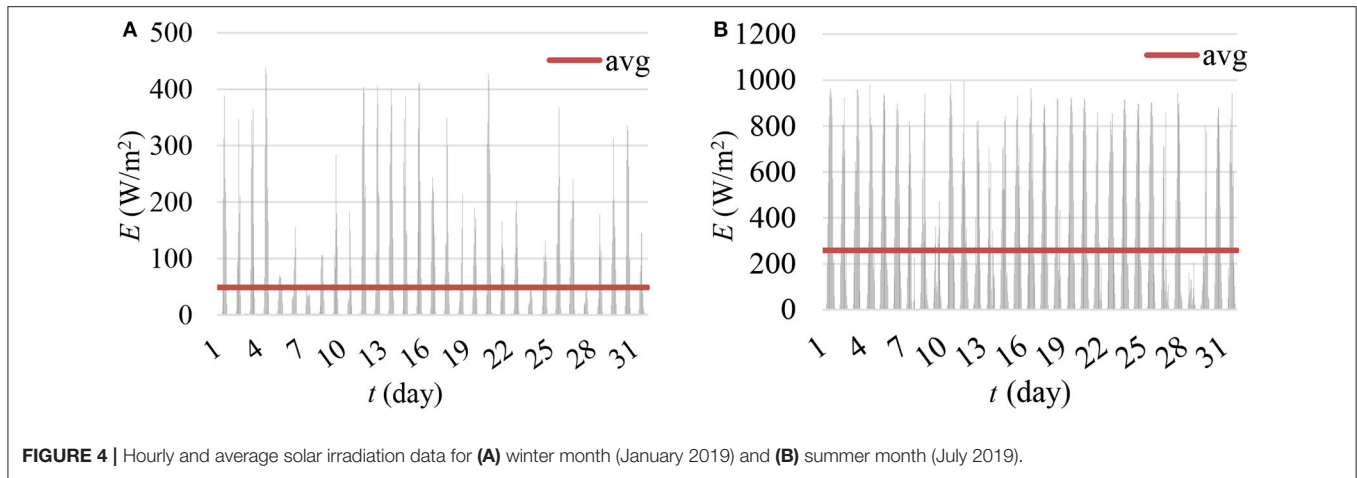 A
500
400
300
200
100
0
E (W/m²)
avg
1 4 7 10 13 16 19 22 25 28 31
t (day)
B
1200
1000
800
600
400
200
0
E (W/m²)
avg
1 4 7 10 13 16 19 22 25 28 31
t (day)
FIGURE 4 | Hourly and average solar irradiation data for (A) winter month (January 2019) and (B) summer month (July 2019).